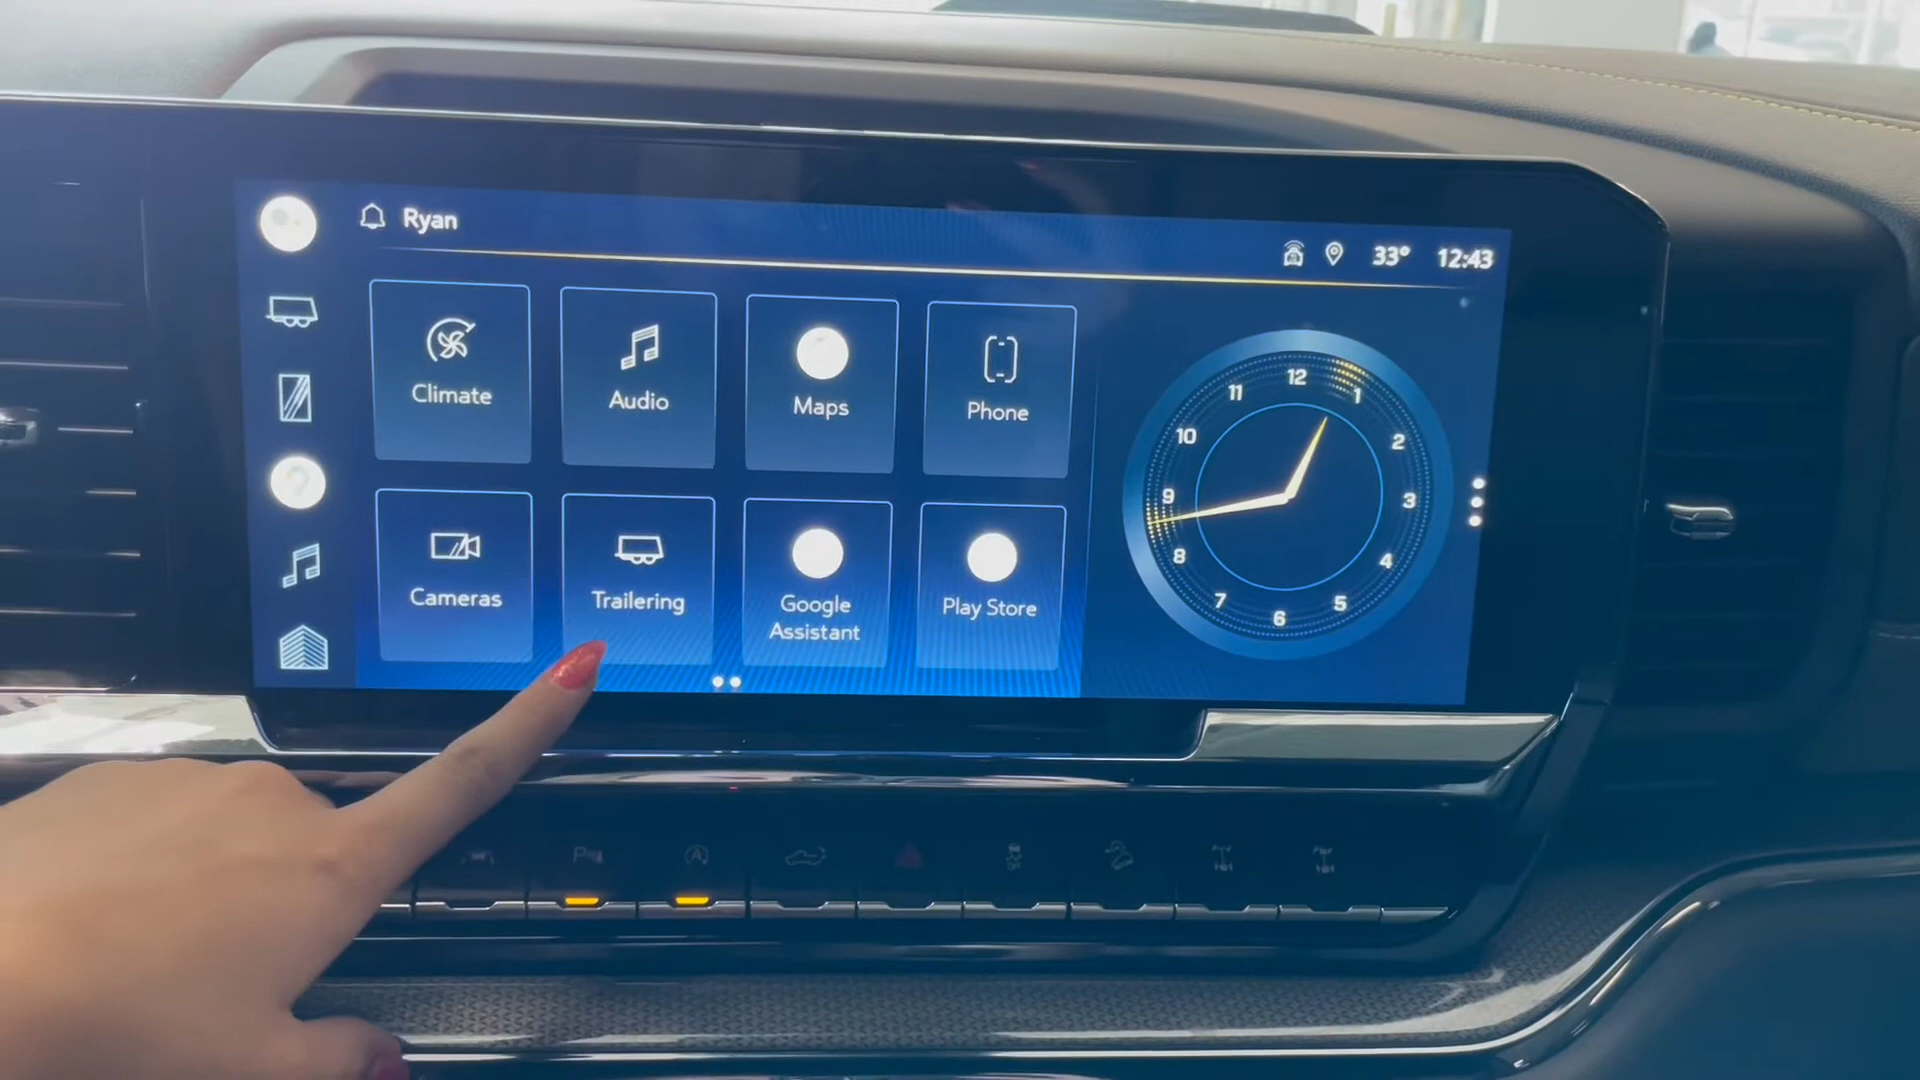 Ryan
33° 12:43
Climate
Audio
Maps
Phone
Cameras
Trailering
Google
Assistant
Play Store
12
1
2
3
4
5
6
7
8
9
10
11